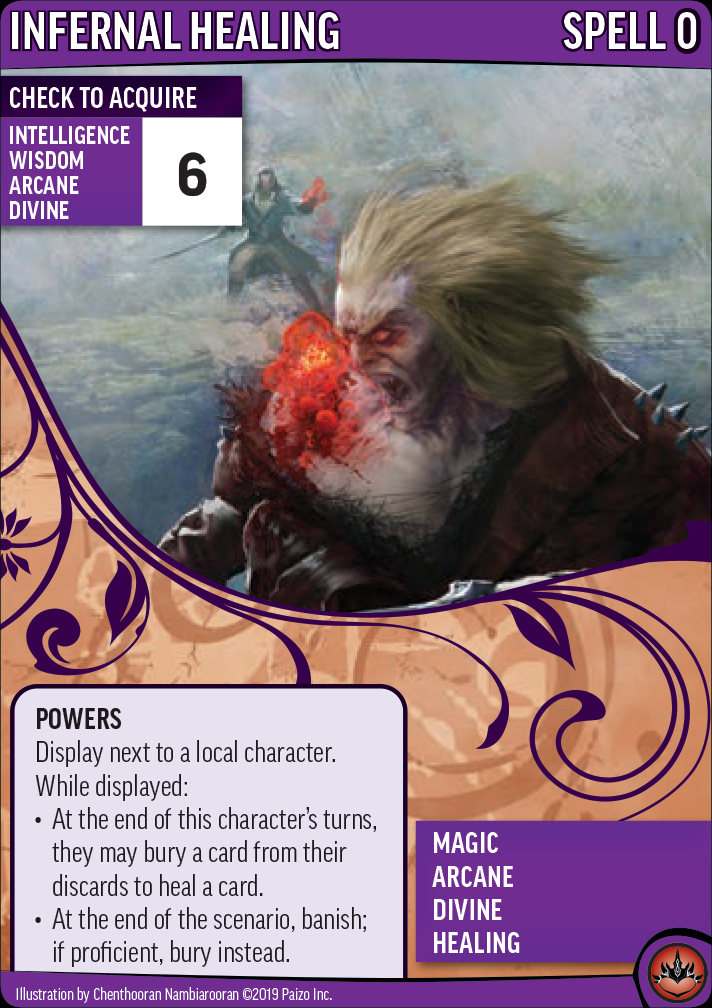 INFERNAL HEALING
SPELL 0
CHECK TO ACQUIRE
INTELLIGENCE
WISDOM
ARCANE
DIVINE
6
POWERS
Display next to a local character.
While displayed:
• At the end of this character’s turns,
they may bury a card from their
discards to heal a card.
• At the end of the scenario, banish;
if proficient, bury instead.
MAGIC
ARCANE
DIVINE
HEALING
Illustration by Chenthooran Nambiarooran ©2019 Paizo Inc.